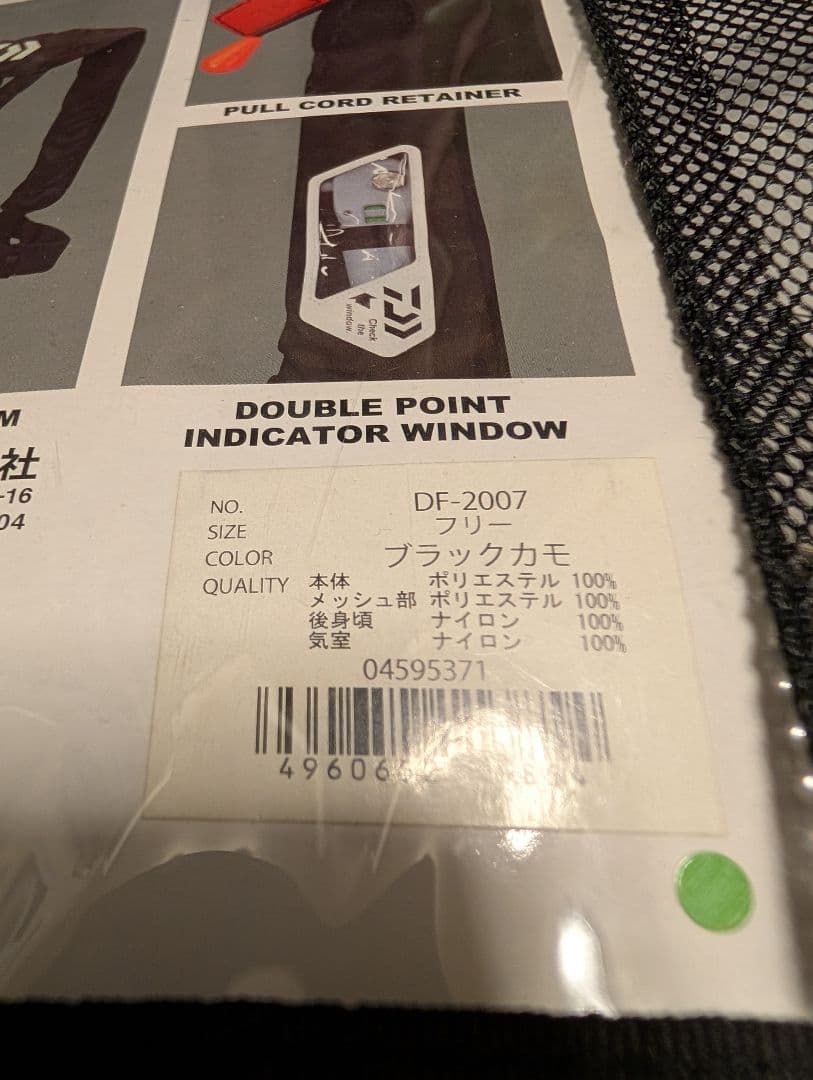 PULL CORD RETAINER
Check
the
window.
DOUBLE POINT
INDICATOR WINDOW
M
社
-16
04
NO. DF-2007
SIZE フリー
COLOR ブラックカモ
QUALITY 本体 ポリエステル 100%
メッシュ部 ポリエステル 100%
後身頃 ナイロン 100%
気室 ナイロン 100%
04595371